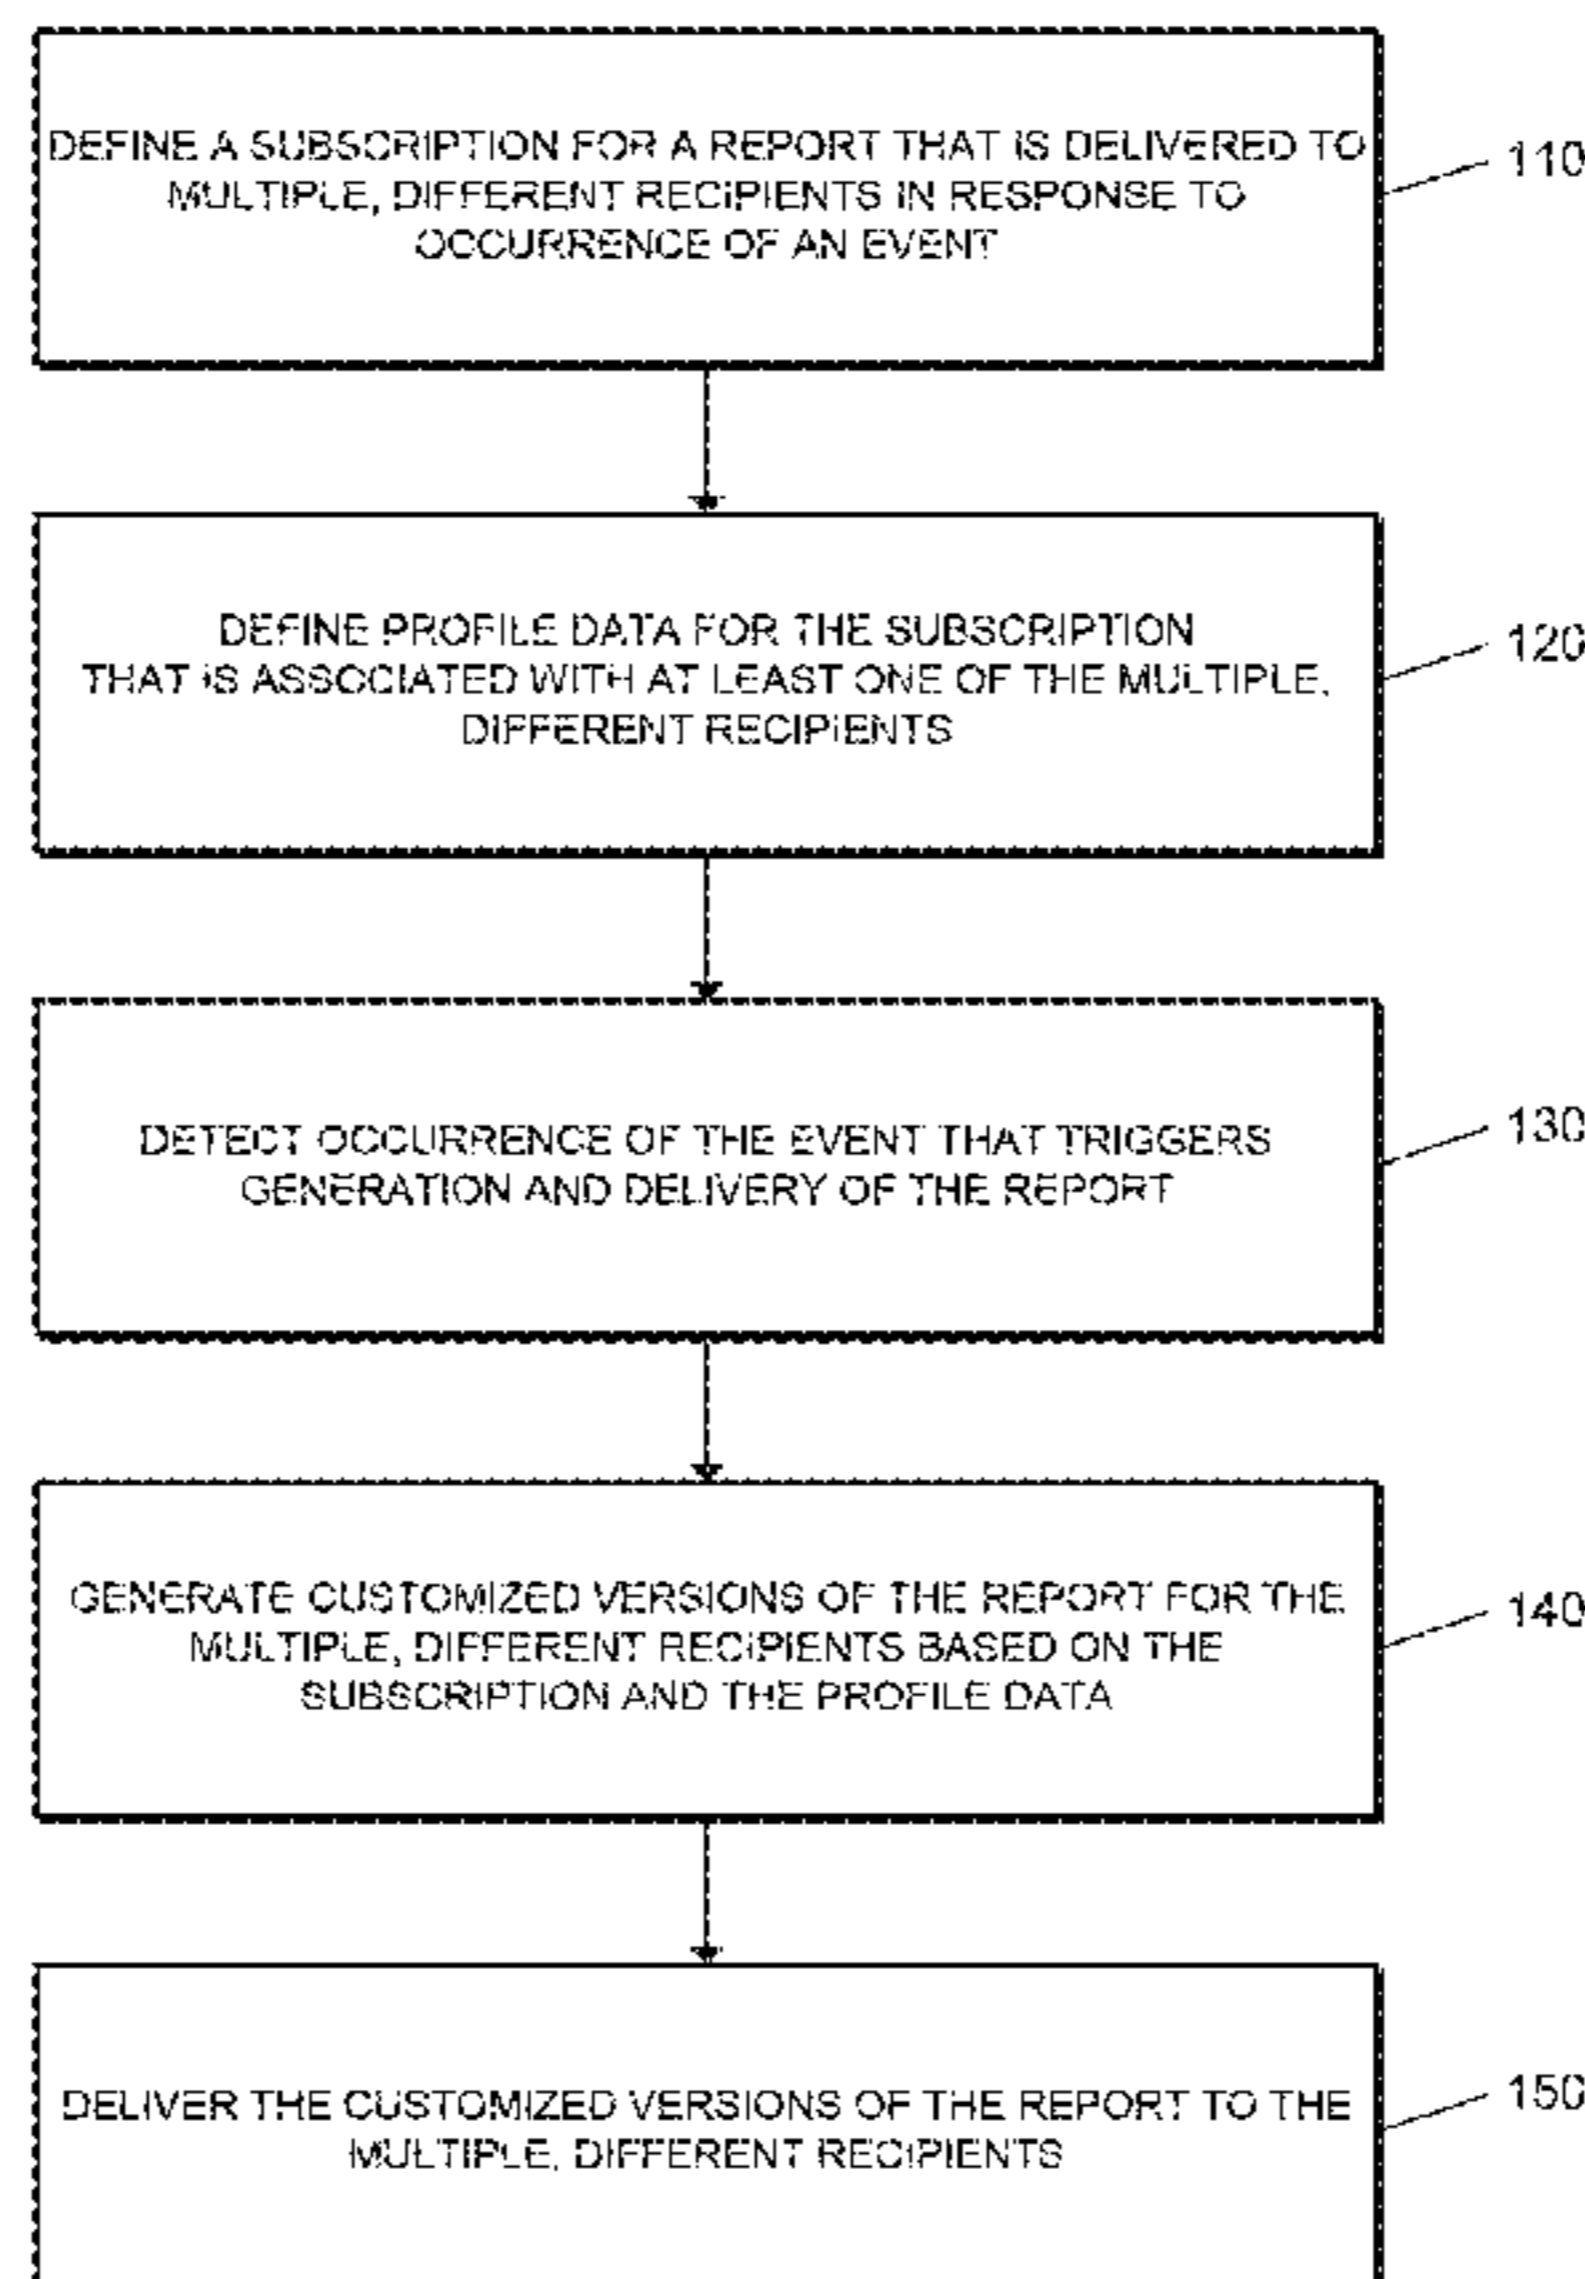 DEFINE A SUBSCRIPTION FOR A REPORT THAT IS DELIVERED TO
MULTIPLE, DIFFERENT RECIPIENTS IN RESPONSE TO
OCCURRENCE OF AN EVENT
110
DEFINE PROFILE DATA FOR THE SUBSCRIPTION
THAT IS ASSOCIATED WITH AT LEAST ONE OF THE MULTIPLE,
DIFFERENT RECIPIENTS
120
DETECT OCCURRENCE OF THE EVENT THAT TRIGGERS
GENERATION AND DELIVERY OF THE REPORT
130
GENERATE CUSTOMIZED VERSIONS OF THE REPORT FOR THE
MULTIPLE, DIFFERENT RECIPIENTS BASED ON THE
SUBSCRIPTION AND THE PROFILE DATA
140
DELIVER THE CUSTOMIZED VERSIONS OF THE REPORT TO THE
MULTIPLE, DIFFERENT RECIPIENTS
150